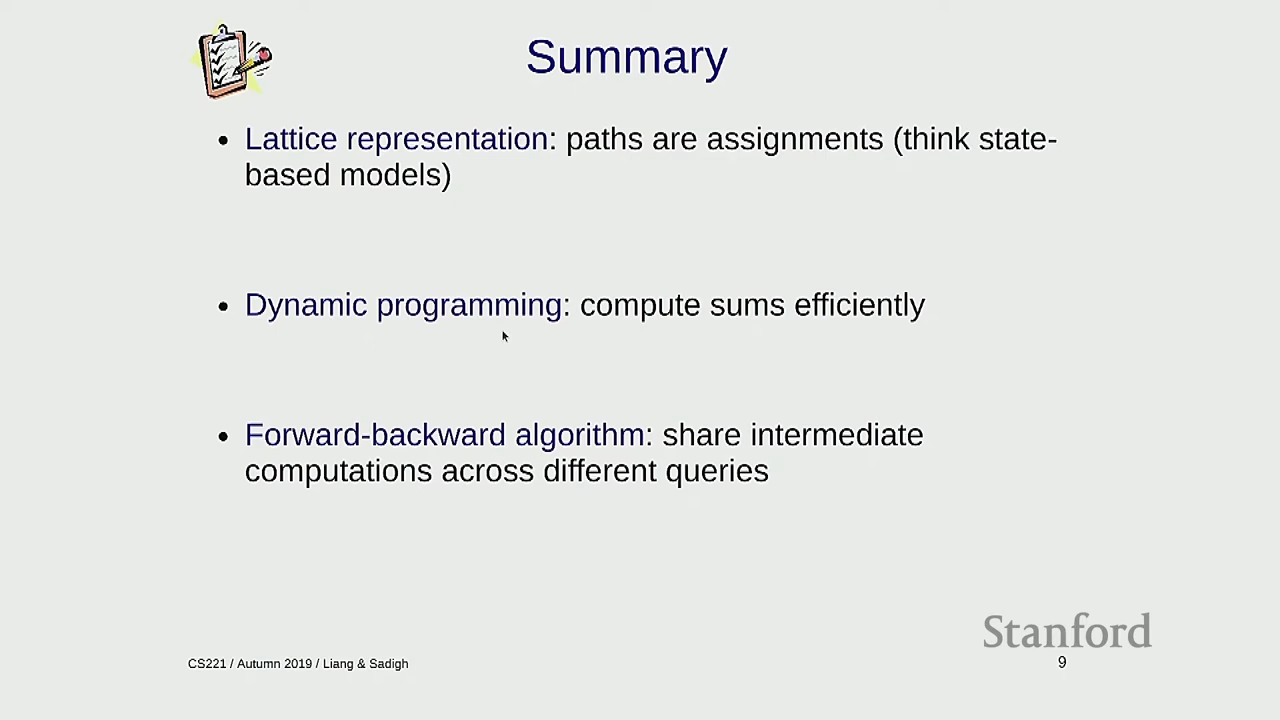 Summary
• Lattice representation: paths are assignments (think state-
based models)
• Dynamic programming: compute sums efficiently
• Forward-backward algorithm: share intermediate
computations across different queries
Stanford
CS221 / Autumn 2019 / Liang & Sadigh
9